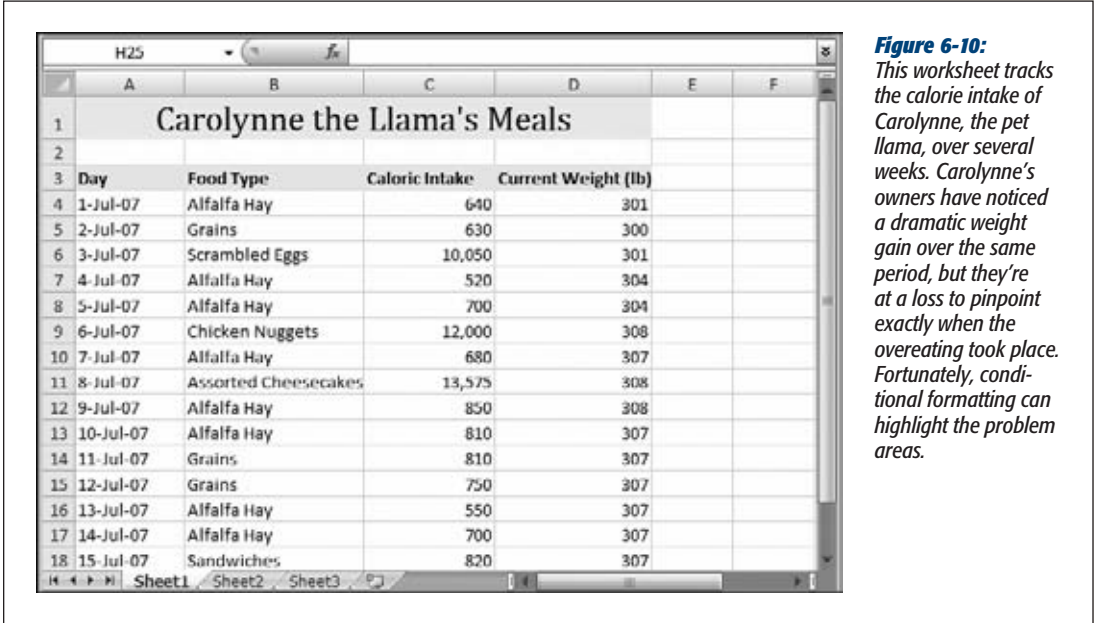 H25 fx
A B C D E F
1 Carolynne the Llama's Meals
2
3 Day Food Type Caloric Intake Current Weight (lb)
4 1-Jul-07 Alfalfa Hay 640 301
5 2-Jul-07 Grains 630 300
6 3-Jul-07 Scrambled Eggs 10,050 301
7 4-Jul-07 Alfalfa Hay 520 304
8 5-Jul-07 Alfalfa Hay 700 304
9 6-Jul-07 Chicken Nuggets 12,000 308
10 7-Jul-07 Alfalfa Hay 680 307
11 8-Jul-07 Assorted Cheesecakes 13,575 308
12 9-Jul-07 Alfalfa Hay 850 308
13 10-Jul-07 Alfalfa Hay 810 307
14 11-Jul-07 Grains 810 307
15 12-Jul-07 Grains 750 307
16 13-Jul-07 Alfalfa Hay 550 307
17 14-Jul-07 Alfalfa Hay 700 307
18 15-Jul-07 Sandwiches 820 307
Sheet1 Sheet2 Sheet3
Figure 6-10:
This worksheet tracks
the calorie intake of
Carolynne, the pet
llama, over several
weeks. Carolynne's
owners have noticed
a dramatic weight
gain over the same
period, but they're
at a loss to pinpoint
exactly when the
overeating took place.
Fortunately, condi-
tional formatting can
highlight the problem
areas.